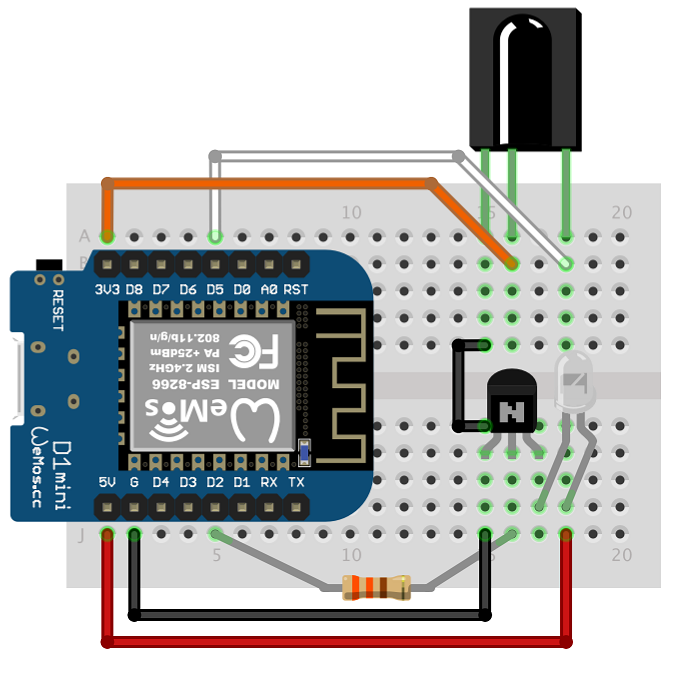 10
15
20
A
B
3V3 D8 D7 D6 D5 D0 A0 RST
RESET
802.11b/g/n
PA +25dBm
ISM 2.4GHz
MODEL ESP-8266
FC
WeMos
D1 mini
WeMos.cc
5V G D4 D3 D2 D1 RX TX
N
J
5
10
20